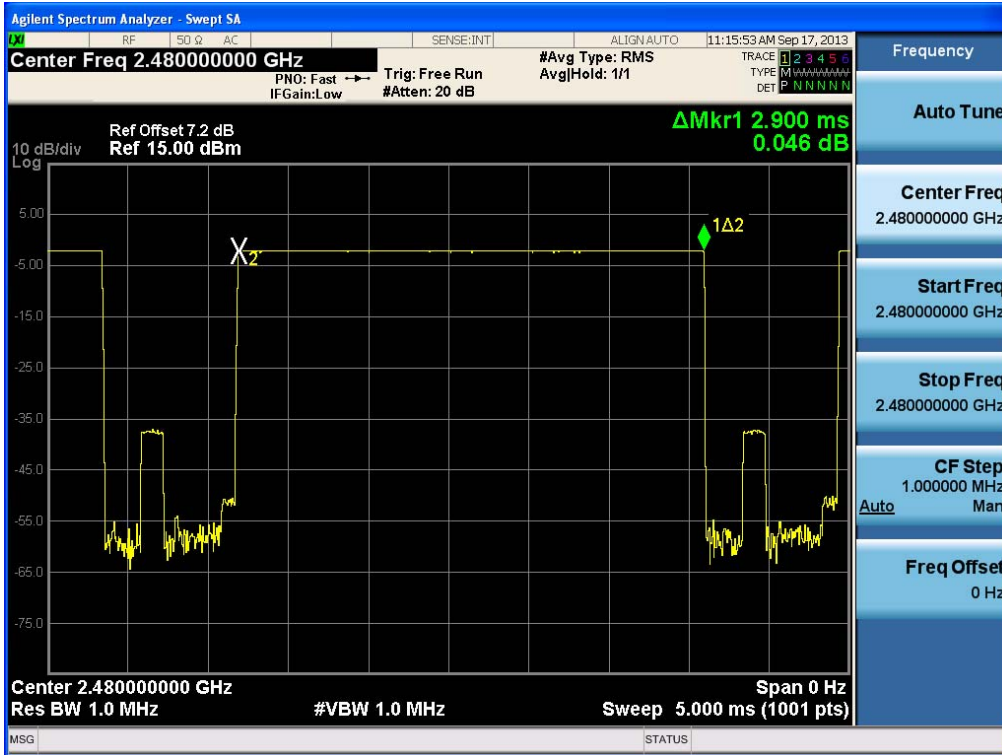 Agilent Spectrum Analyzer - Swept SA
LXI RF 50 Ω AC SENSE:INT ALIGN AUTO 11:15:53 AM Sep 17, 2013
Center Freq 2.480000000 GHz
PNO: Fast
IFGain:Low
Trig: Free Run
#Atten: 20 dB
#Avg Type: RMS
Avg|Hold: 1/1
TRACE 1 2 3 4 5 6
TYPE M
DET P N N N N N
ΔMkr1 2.900 ms
0.046 dB
Ref Offset 7.2 dB
10 dB/div Ref 15.00 dBm
Log
5.00
-5.00
-15.0
-25.0
-35.0
-45.0
-55.0
-65.0
-75.0
X2
1Δ2
Center 2.480000000 GHz Span 0 Hz
Res BW 1.0 MHz #VBW 1.0 MHz Sweep 5.000 ms (1001 pts)
MSG STATUS
Frequency
Auto Tune
Center Freq
2.480000000 GHz
Start Freq
2.480000000 GHz
Stop Freq
2.480000000 GHz
CF Step
1.000000 MHz
Auto Man
Freq Offset
0 Hz